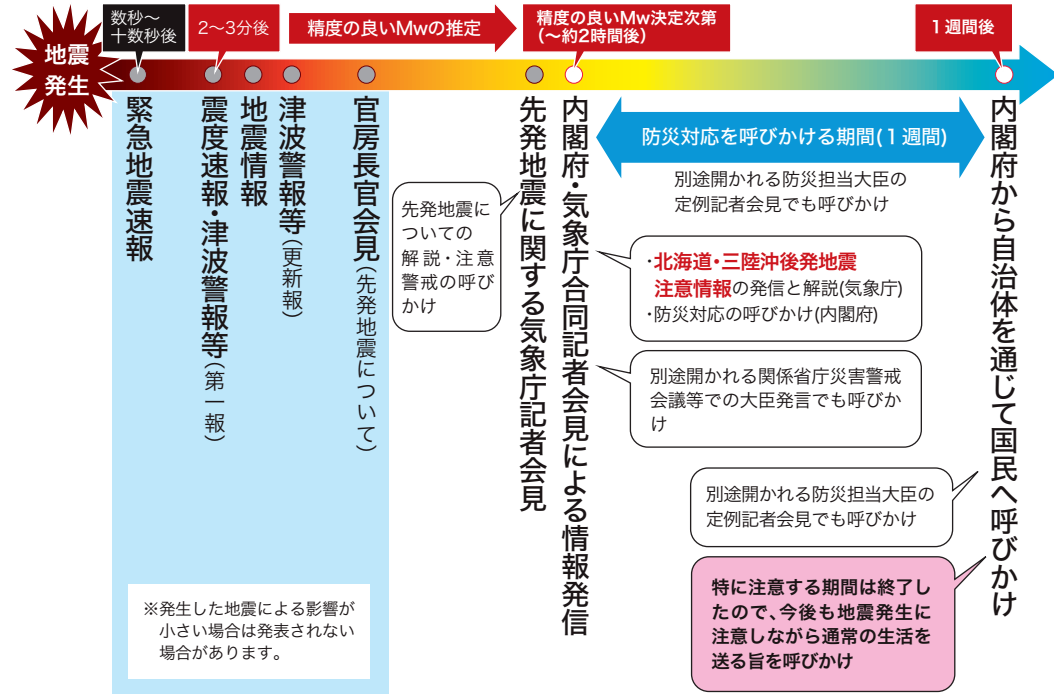 地震
発生
数秒～
十数秒後
2～3分後
精度の良いMwの推定
精度の良いMw決定次第
(～約2時間後)
1週間後
緊急地震速報
震度速報・津波警報等(第一報)
地震情報
津波警報等(更新報)
官房長官会見(先発地震について)
先発地震に関する気象庁記者会見
内閣府・気象庁合同記者会見による情報発信
内閣府から自治体を通じて国民へ呼びかけ
防災対応を呼びかける期間(1週間)
別途開かれる防災担当大臣の
定例記者会見でも呼びかけ
先発地震に
ついての
解説・注意
警戒の呼び
かけ
・北海道・三陸沖後発地震
注意情報の発信と解説(気象庁)
・防災対応の呼びかけ(内閣府)
別途開かれる関係省庁災害警戒
会議等での大臣発言でも呼びか
け
別途開かれる防災担当大臣の
定例記者会見でも呼びかけ
特に注意する期間は終了し
たので、今後も地震発生に
注意しながら通常の生活を
送る旨を呼びかけ
※発生した地震による影響が
小さい場合は発表されない
場合があります。